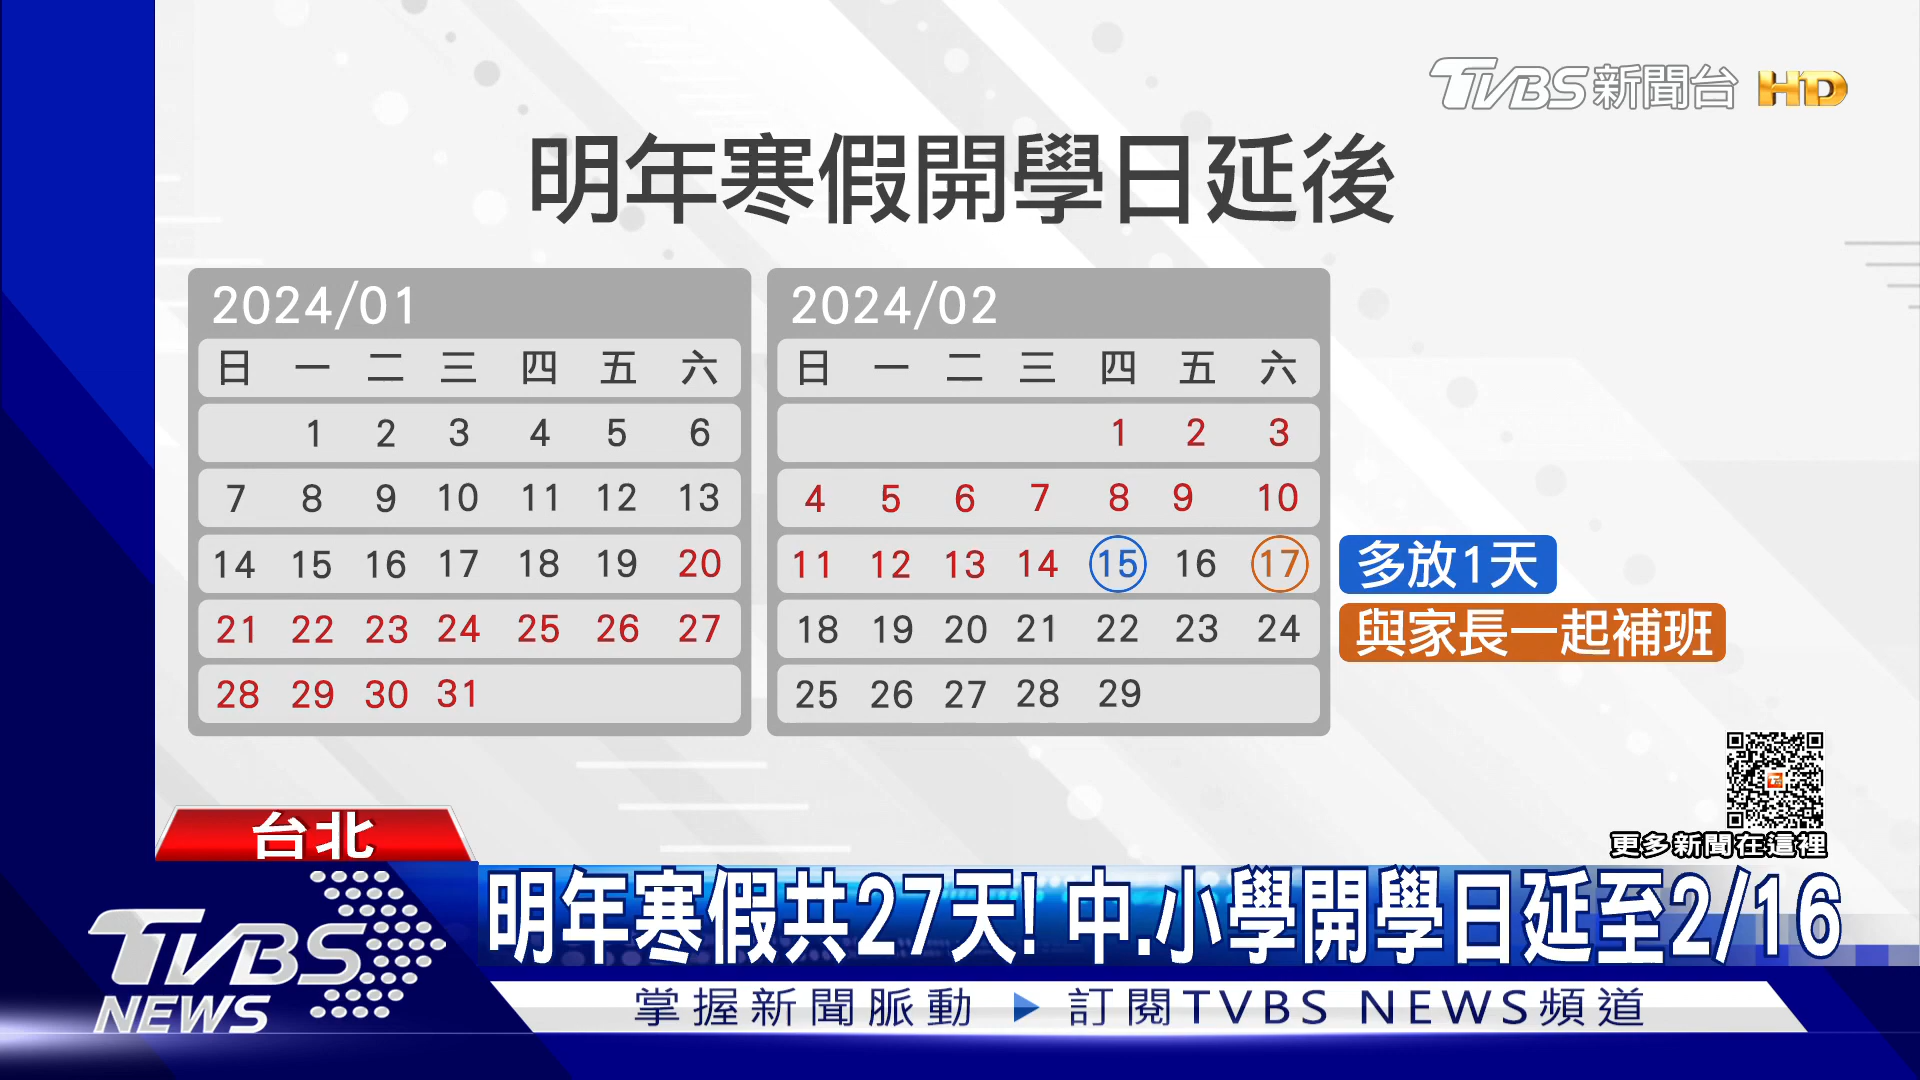 TVBS新聞台 HD
明年寒假開學日延後
2024/01
日 一 二 三 四 五 六
1 2 3 4 5 6
7 8 9 10 11 12 13
14 15 16 17 18 19 20
21 22 23 24 25 26 27
28 29 30 31
2024/02
日 一 二 三 四 五 六
1 2 3
4 5 6 7 8 9 10
11 12 13 14 15 16 17
18 19 20 21 22 23 24
25 26 27 28 29
多放1天
與家長一起補班
更多新聞在這裡
台北
明年寒假共27天! 中.小學開學日延至2/16
TVBS
NEWS
掌握新聞脈動 ▶ 訂閱TVBS NEWS頻道